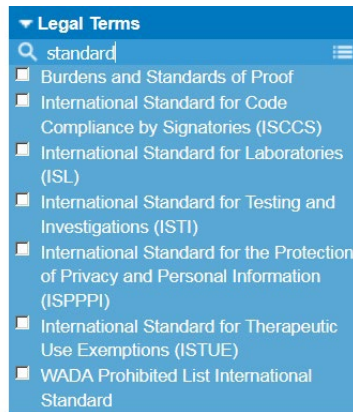 Legal Terms
standard
Burdens and Standards of Proof
International Standard for Code
Compliance by Signatories (ISCCS)
International Standard for Laboratories
(ISL)
International Standard for Testing and
Investigations (ISTI)
International Standard for the Protection
of Privacy and Personal Information
(ISPPPI)
International Standard for Therapeutic
Use Exemptions (ISTUE)
WADA Prohibited List International
Standard